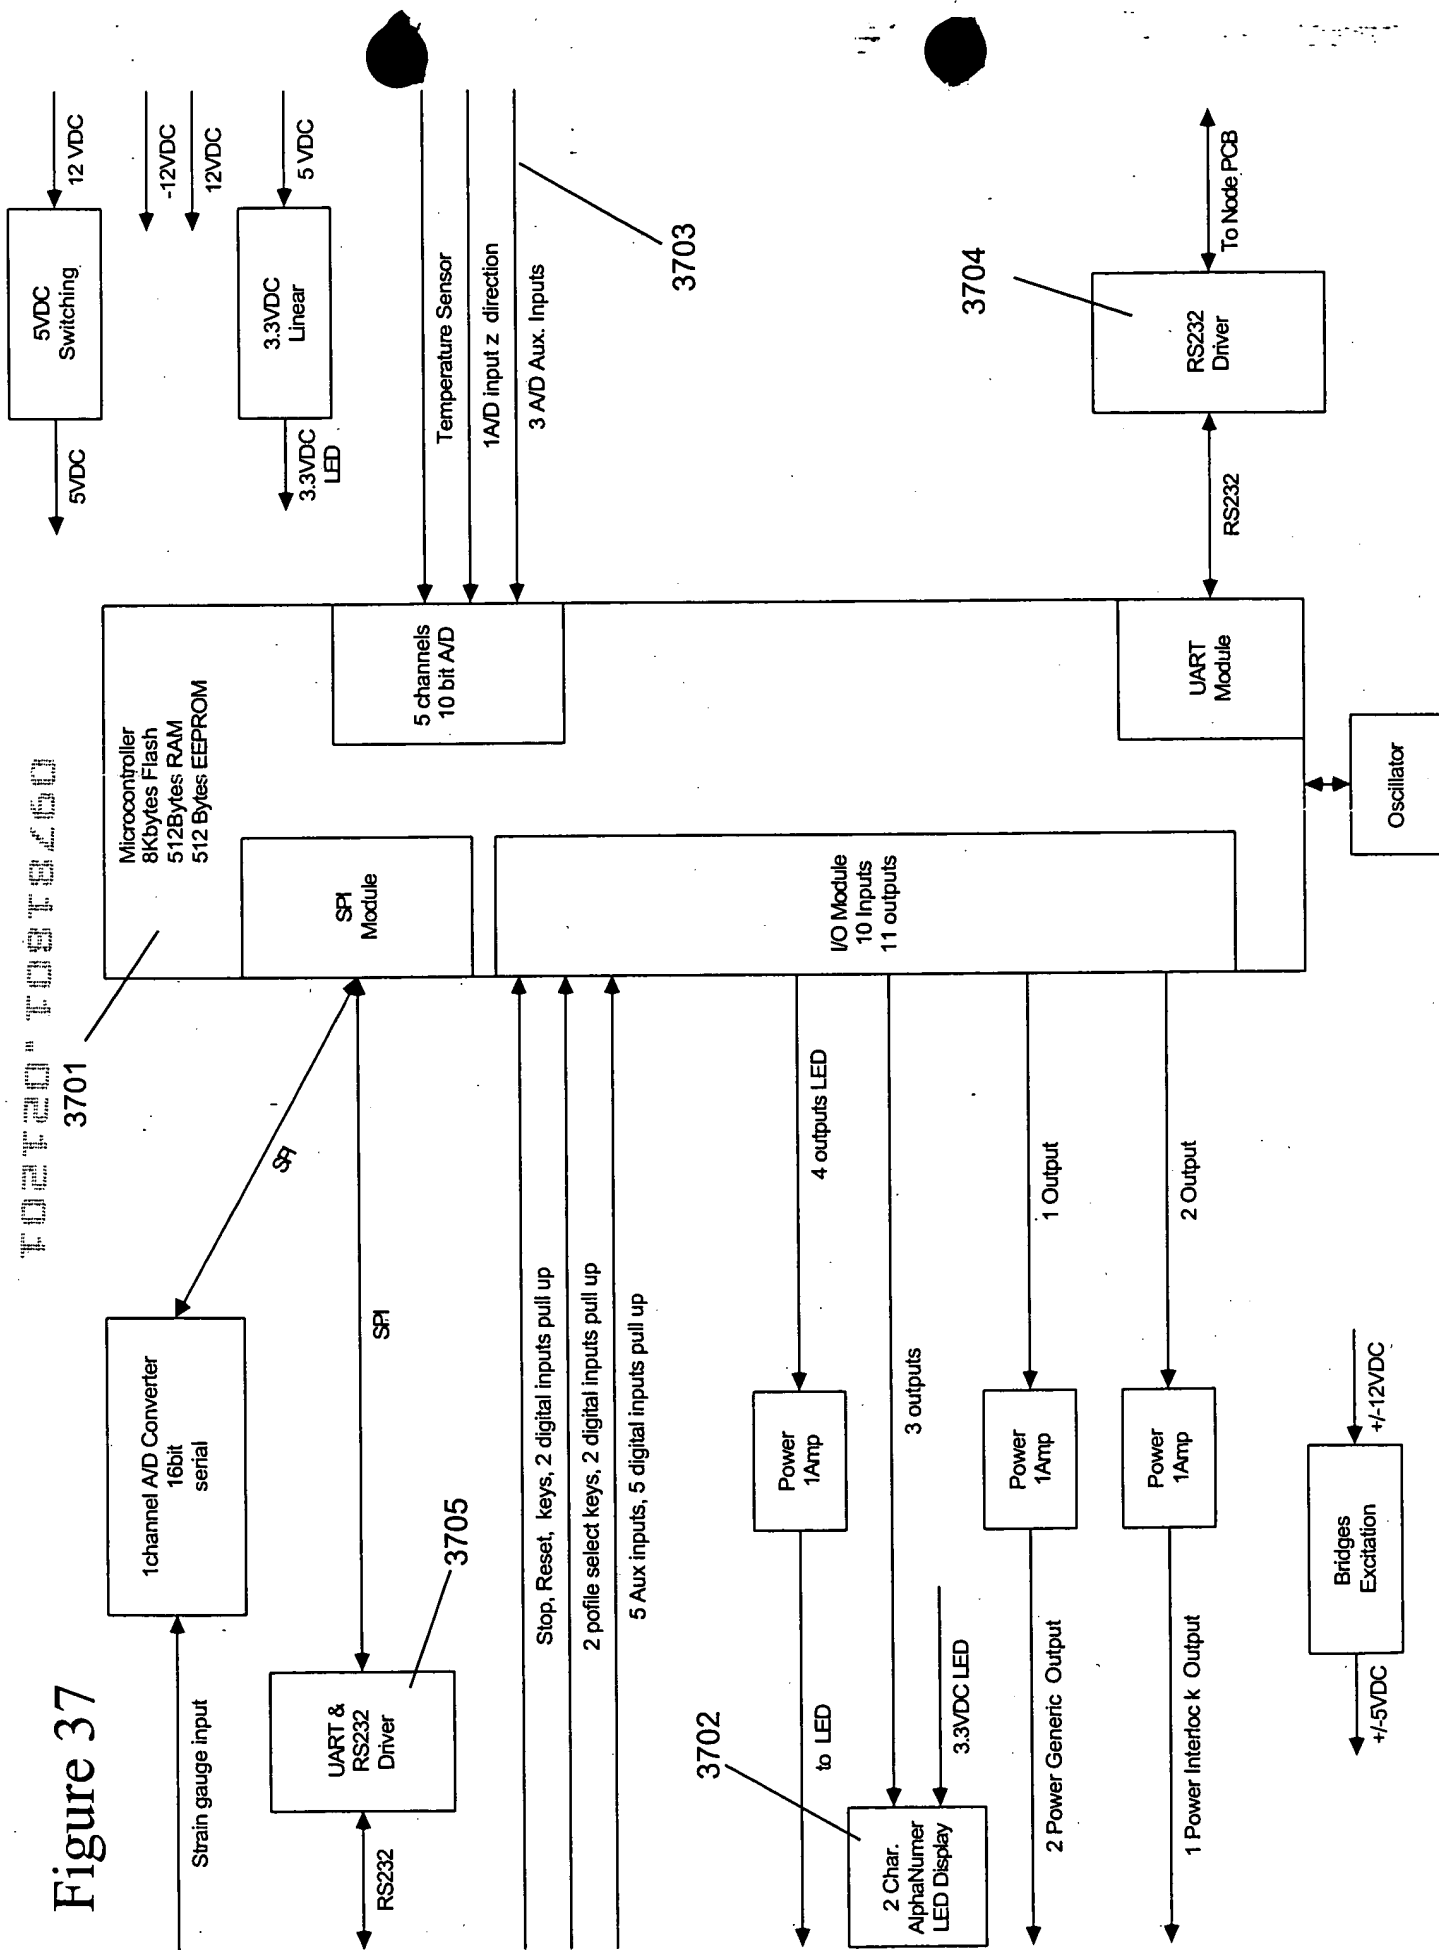 Figure 37
09781801.021201
3701
Strain gauge input
1channel A/D Converter
16bit
serial
SPI
UART &
RS232
Driver
RS232
SPI
3705
Microcontroller
8Kbytes Flash
512Bytes RAM
512 Bytes EEPROM
SPI
Module
5 channels
10 bit A/D
I/O Module
10 Inputs
11 outputs
UART
Module
Oscillator
5VDC
5VDC
Switching
12 VDC
-12VDC
12VDC
3.3VDC
LED
3.3VDC
Linear
5 VDC
Temperature Sensor
1A/D input z direction
3 A/D Aux. Inputs
3703
3704
RS232
RS232
Driver
To Node PCB
Stop, Reset, keys, 2 digital inputs pull up
2 pofile select keys, 2 digital inputs pull up
5 Aux inputs, 5 digital inputs pull up
to LED
Power
1Amp
4 outputs LED
3702
2 Char.
AlphaNumer
LED Display
3.3VDC LED
3 outputs
2 Power Generic Output
Power
1Amp
1 Output
1 Power Interloc k Output
Power
1Amp
2 Output
+/-5VDC
Bridges
Excitation
+/-12VDC